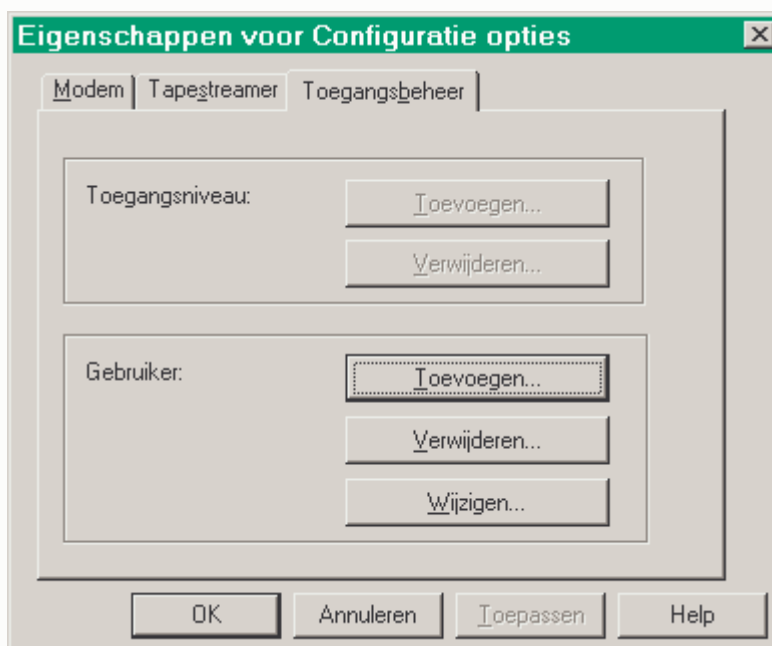 Eigenschappen voor Configuratie opties
Modem Tapestreamer Toegangsbeheer
Toegangsniveau: Toevoegen...
Verwijderen...
Gebruiker: Toevoegen...
Verwijderen...
Wijzigen...
OK Annuleren Toepassen Help